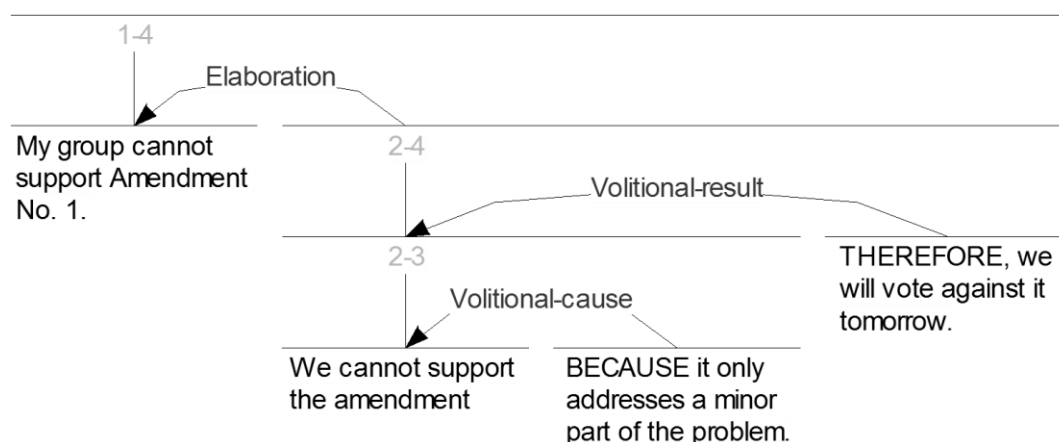 1-4
Elaboration
My group cannot
support Amendment
No. 1.
2-4
Volitional-result
2-3
THEREFORE, we
will vote against it
tomorrow.
Volitional-cause
We cannot support
the amendment
BECAUSE it only
addresses a minor
part of the problem.